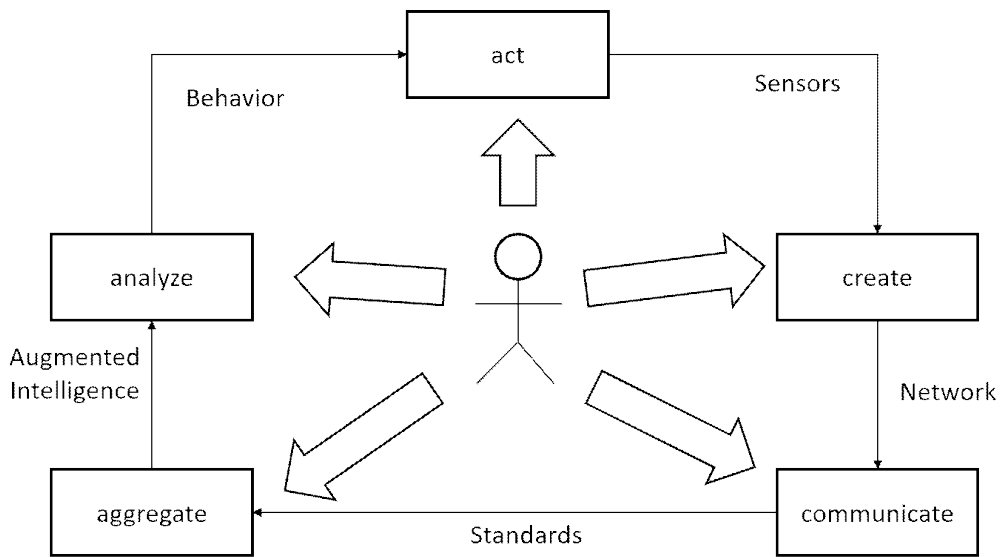 act
Behavior
Sensors
analyze
create
Augmented
Intelligence
Network
aggregate
communicate
Standards